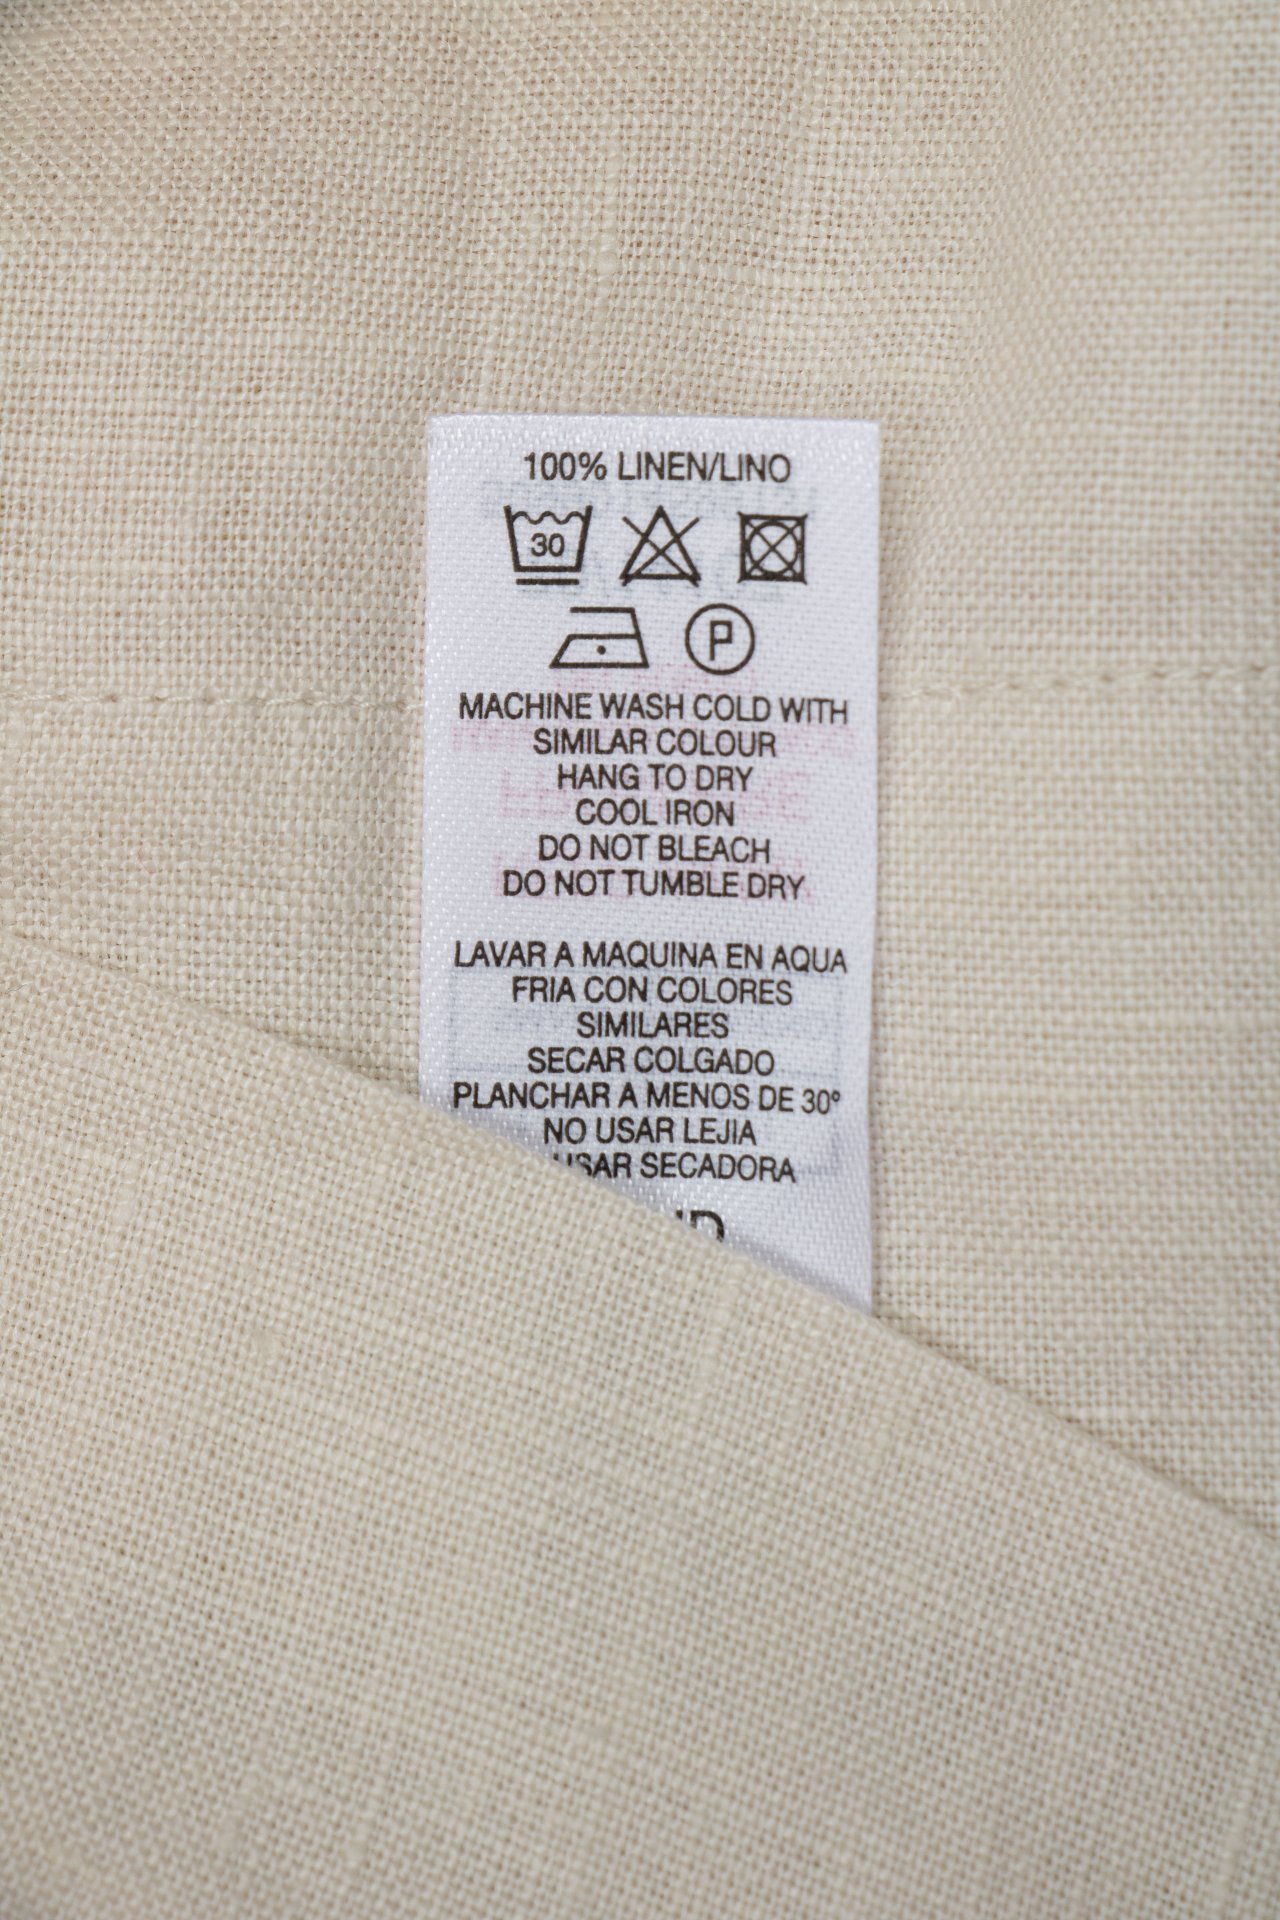 100% LINEN/LINO
30
P
MACHINE WASH COLD WITH
SIMILAR COLOUR
HANG TO DRY
COOL IRON
DO NOT BLEACH
DO NOT TUMBLE DRY
LAVAR A MAQUINA EN AQUA
FRIA CON COLORES
SIMILARES
SECAR COLGADO
PLANCHAR A MENOS DE 30º
NO USAR LEJIA
USAR SECADORA